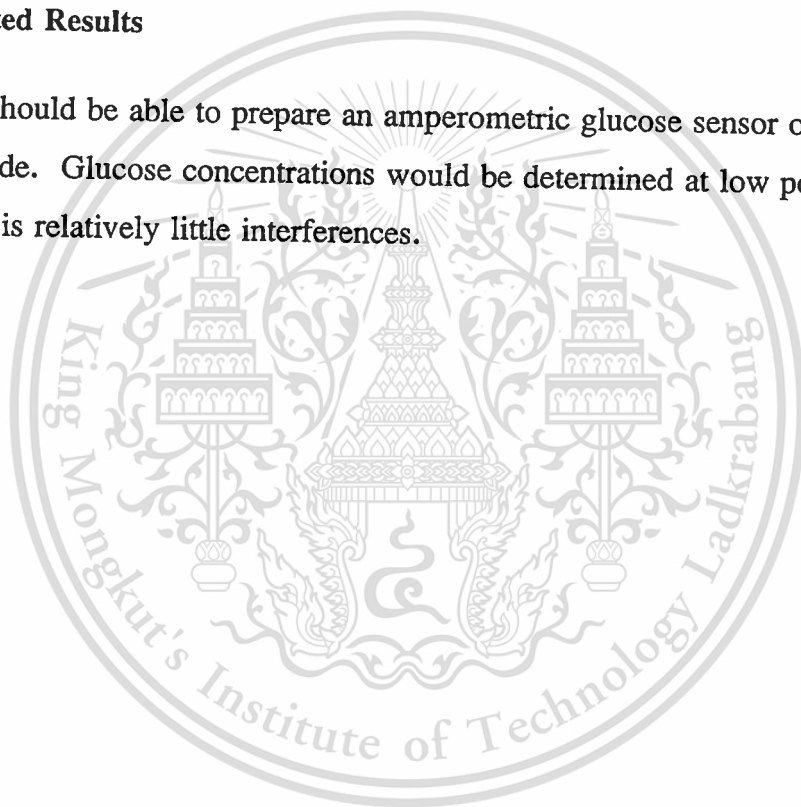 ted Results
hould be able to prepare an amperometric glucose sensor
de. Glucose concentrations would be determined at low
is relatively little interferences.
King Mongkut's Institute of Technology Ladkrabang